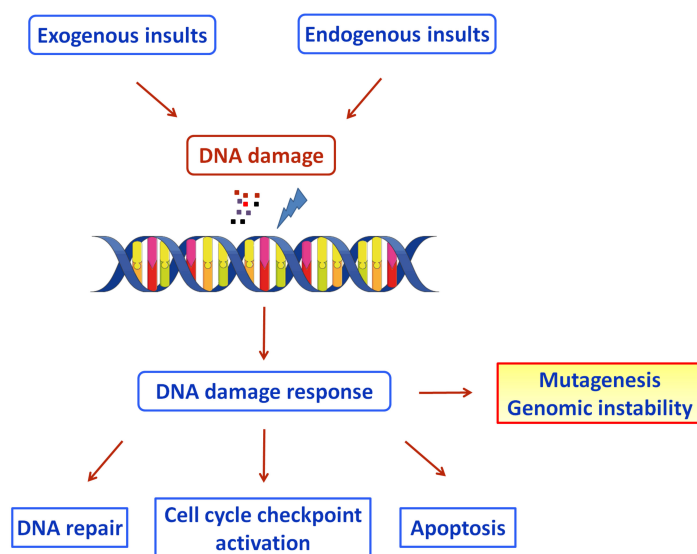 Exogenous insults
Endogenous insults
DNA damage
DNA damage response
Mutagenesis
Genomic instability
DNA repair
Cell cycle checkpoint
activation
Apoptosis